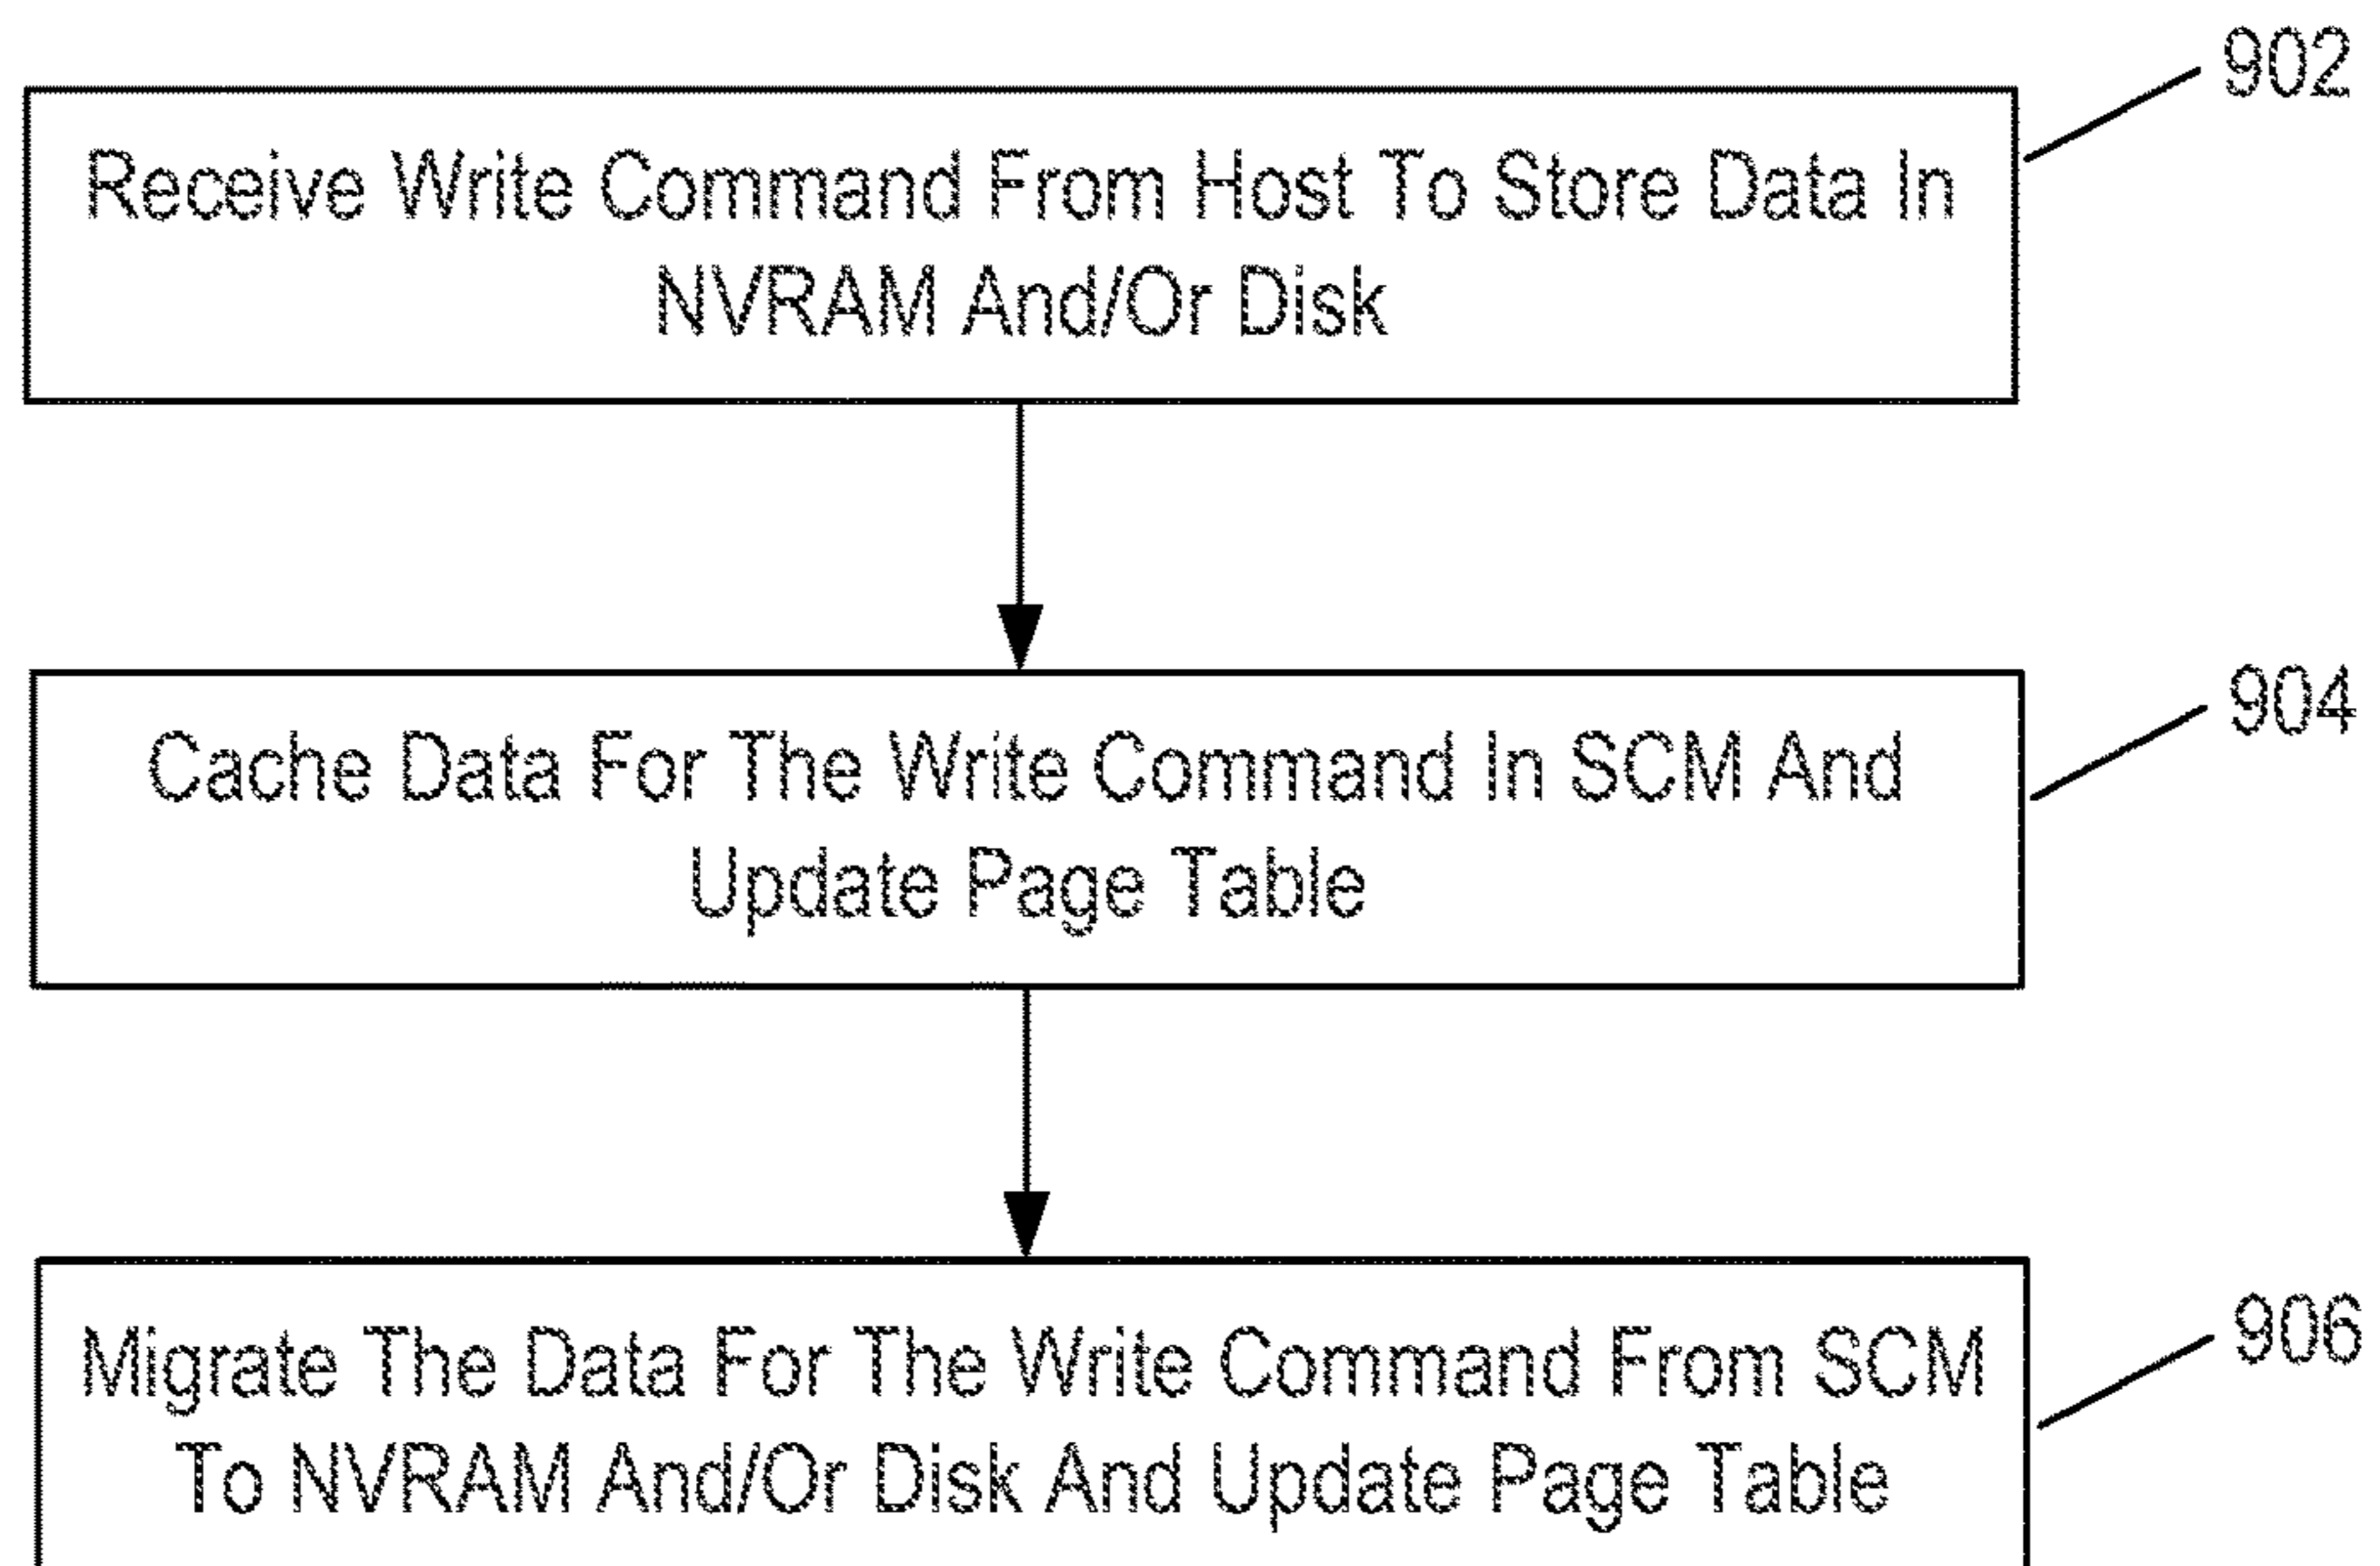 902
Receive Write Command From Host To Store Data In
NVRAM And/Or Disk
904
Cache Data For The Write Command In SCM And
Update Page Table
906
Migrate The Data For The Write Command From SCM
To NVRAM And/Or Disk And Update Page Table